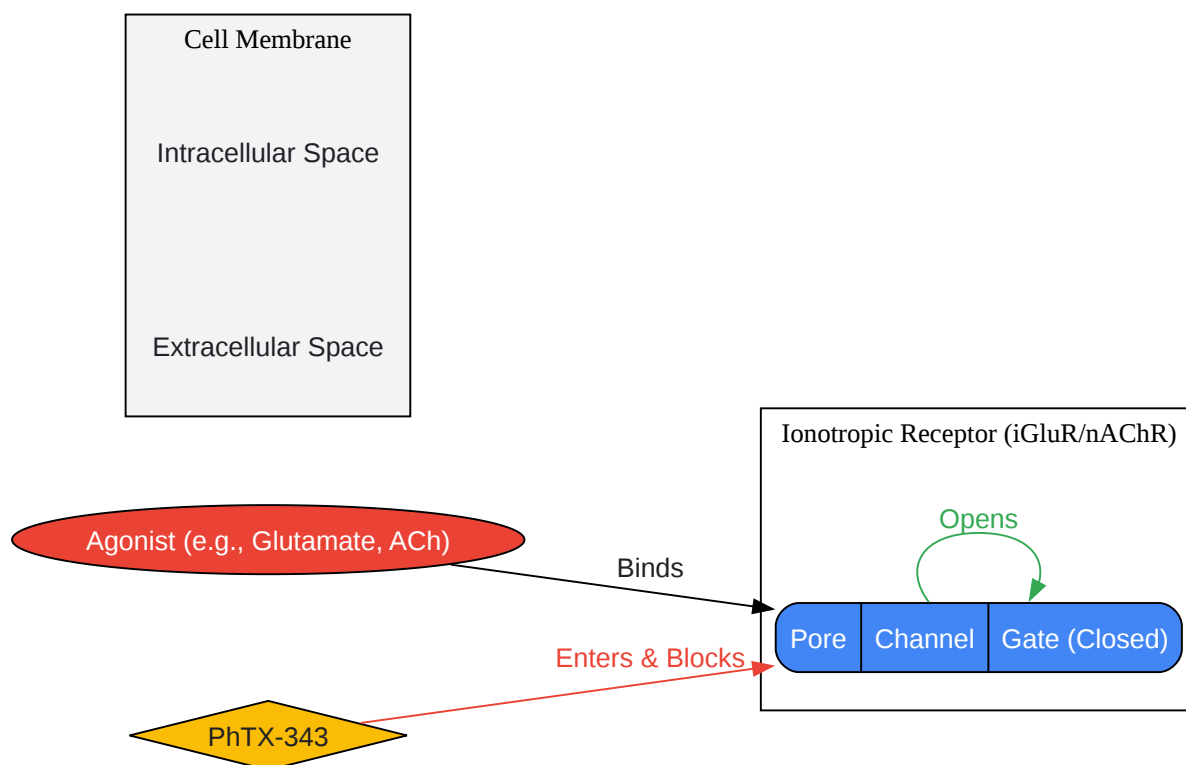 Cell Membrane
Intracellular Space
Extracellular Space
Ionotropic Receptor (iGluR/nAChR)
Opens
Agonist (e.g., Glutamate, ACh)
Binds
Pore
Channel
Gate (Closed)
Enters & Blocks
PhTX-343